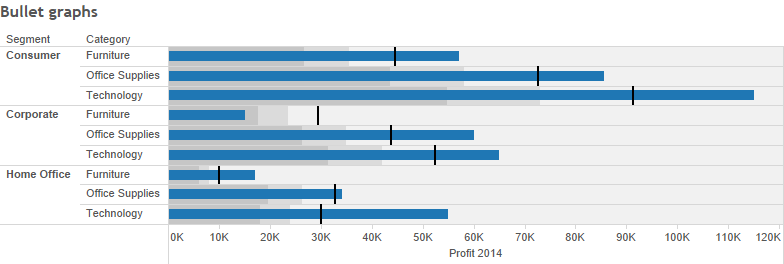 Bullet graphs
Segment Category
Consumer Furniture
Office Supplies
Technology
Corporate Furniture
Office Supplies
Technology
Home Office Furniture
Office Supplies
Technology
0K 10K 20K 30K 40K 50K 60K 70K 80K 90K 100K 110K 120K
Profit 2014